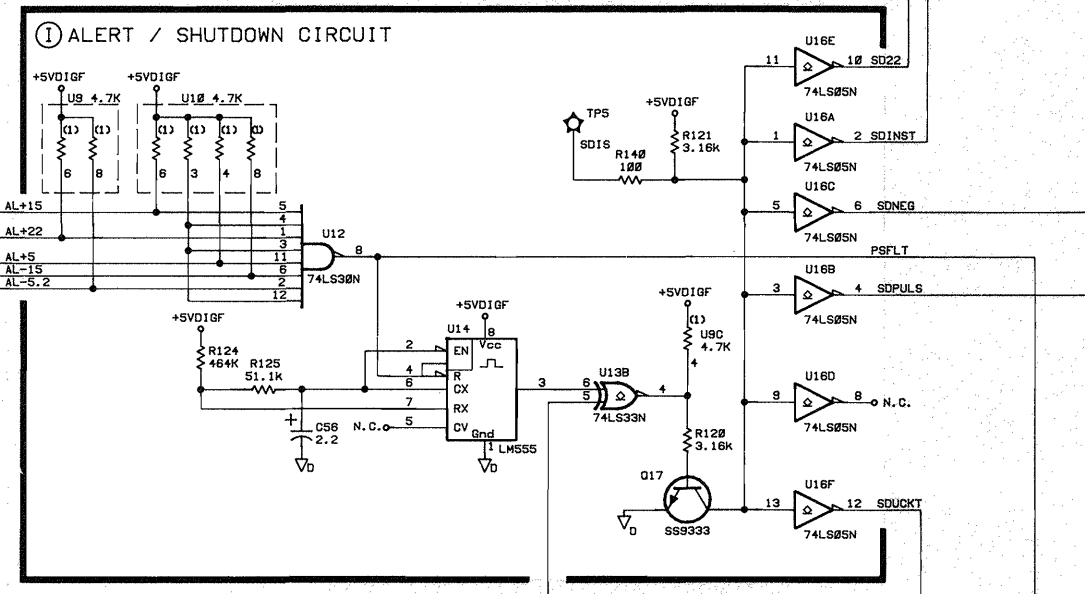 I ALERT / SHUTDOWN CIRCUIT
+5VDIGF
U9 4.7K
(1)
(1)
6
8
+5VDIGF
U10 4.7K
(1)
(1)
(1)
(1)
6
3
4
8
AL+15
AL+22
AL+5
AL-15
AL-5.2
5
4
1
3
11
6
2
12
U12
8
74LS30N
+5VDIGF
R124
464K
R125
51.1K
+
C56
2.2
D
N.C.
2
4
6
7
5
+5VDIGF
U14
8
Vcc
EN
R
CX
RX
CV
Gnd
1
LM555
D
3
6
5
U13B
4
74LS33N
+5VDIGF
(1)
U9C
4.7K
4
R120
3.16K
Q17
SS9333
D
TP5
SDIS
R140
100
+5VDIGF
R121
3.16k
U16E
11
10
SD22
74LS05N
U16A
1
2
SDINST
74LS05N
U16C
5
6
SDNEG
74LS05N
PSFLT
U16B
3
4
SDPULS
74LS05N
U16D
9
8
N.C.
74LS05N
U16F
13
12
SDUCKT
74LS05N